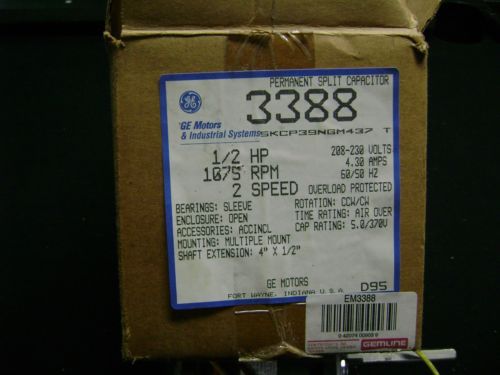 PERMANENT SPLIT CAPACITOR
3388
GE Motors
& Industrial Systems
5KCP39NGM437 T
1/2 HP
208-230 VOLTS
4.30 AMPS
1075 RPM
60/50 HZ
2 SPEED
OVERLOAD PROTECTED
BEARINGS: SLEEVE
ROTATION: CCW/CW
ENCLOSURE: OPEN
TIME RATING: AIR OVER
ACCESSORIES: ACCINCL
CAP RATING: 5.0/370V
MOUNTING: MULTIPLE MOUNT
SHAFT EXTENSION: 4" X 1/2"
GE MOTORS
FORT WAYNE, INDIANA U.S.A.
D95
EM3388
GEMLINE